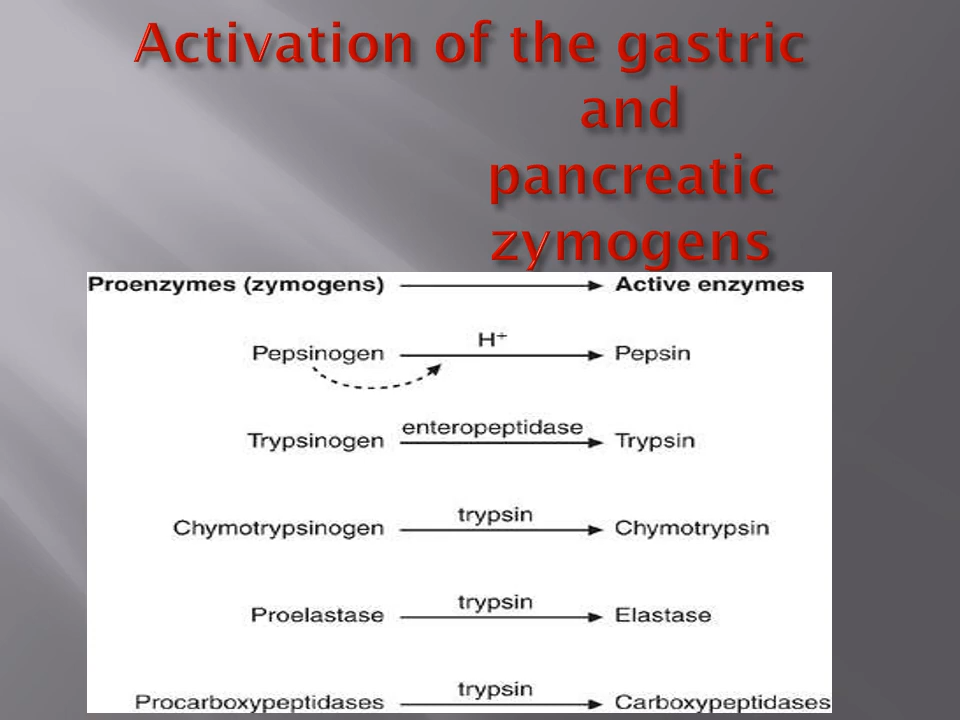 Activation of the gastric
and
pancreatic
zymogens
Proenzymes (zymogens) Active enzymes
H⁺
Pepsinogen Pepsin
enteropeptidase
Trypsinogen Trypsin
trypsin
Chymotrypsinogen Chymotrypsin
trypsin
Proelastase Elastase
trypsin
Procarboxypeptidases Carboxypeptidases